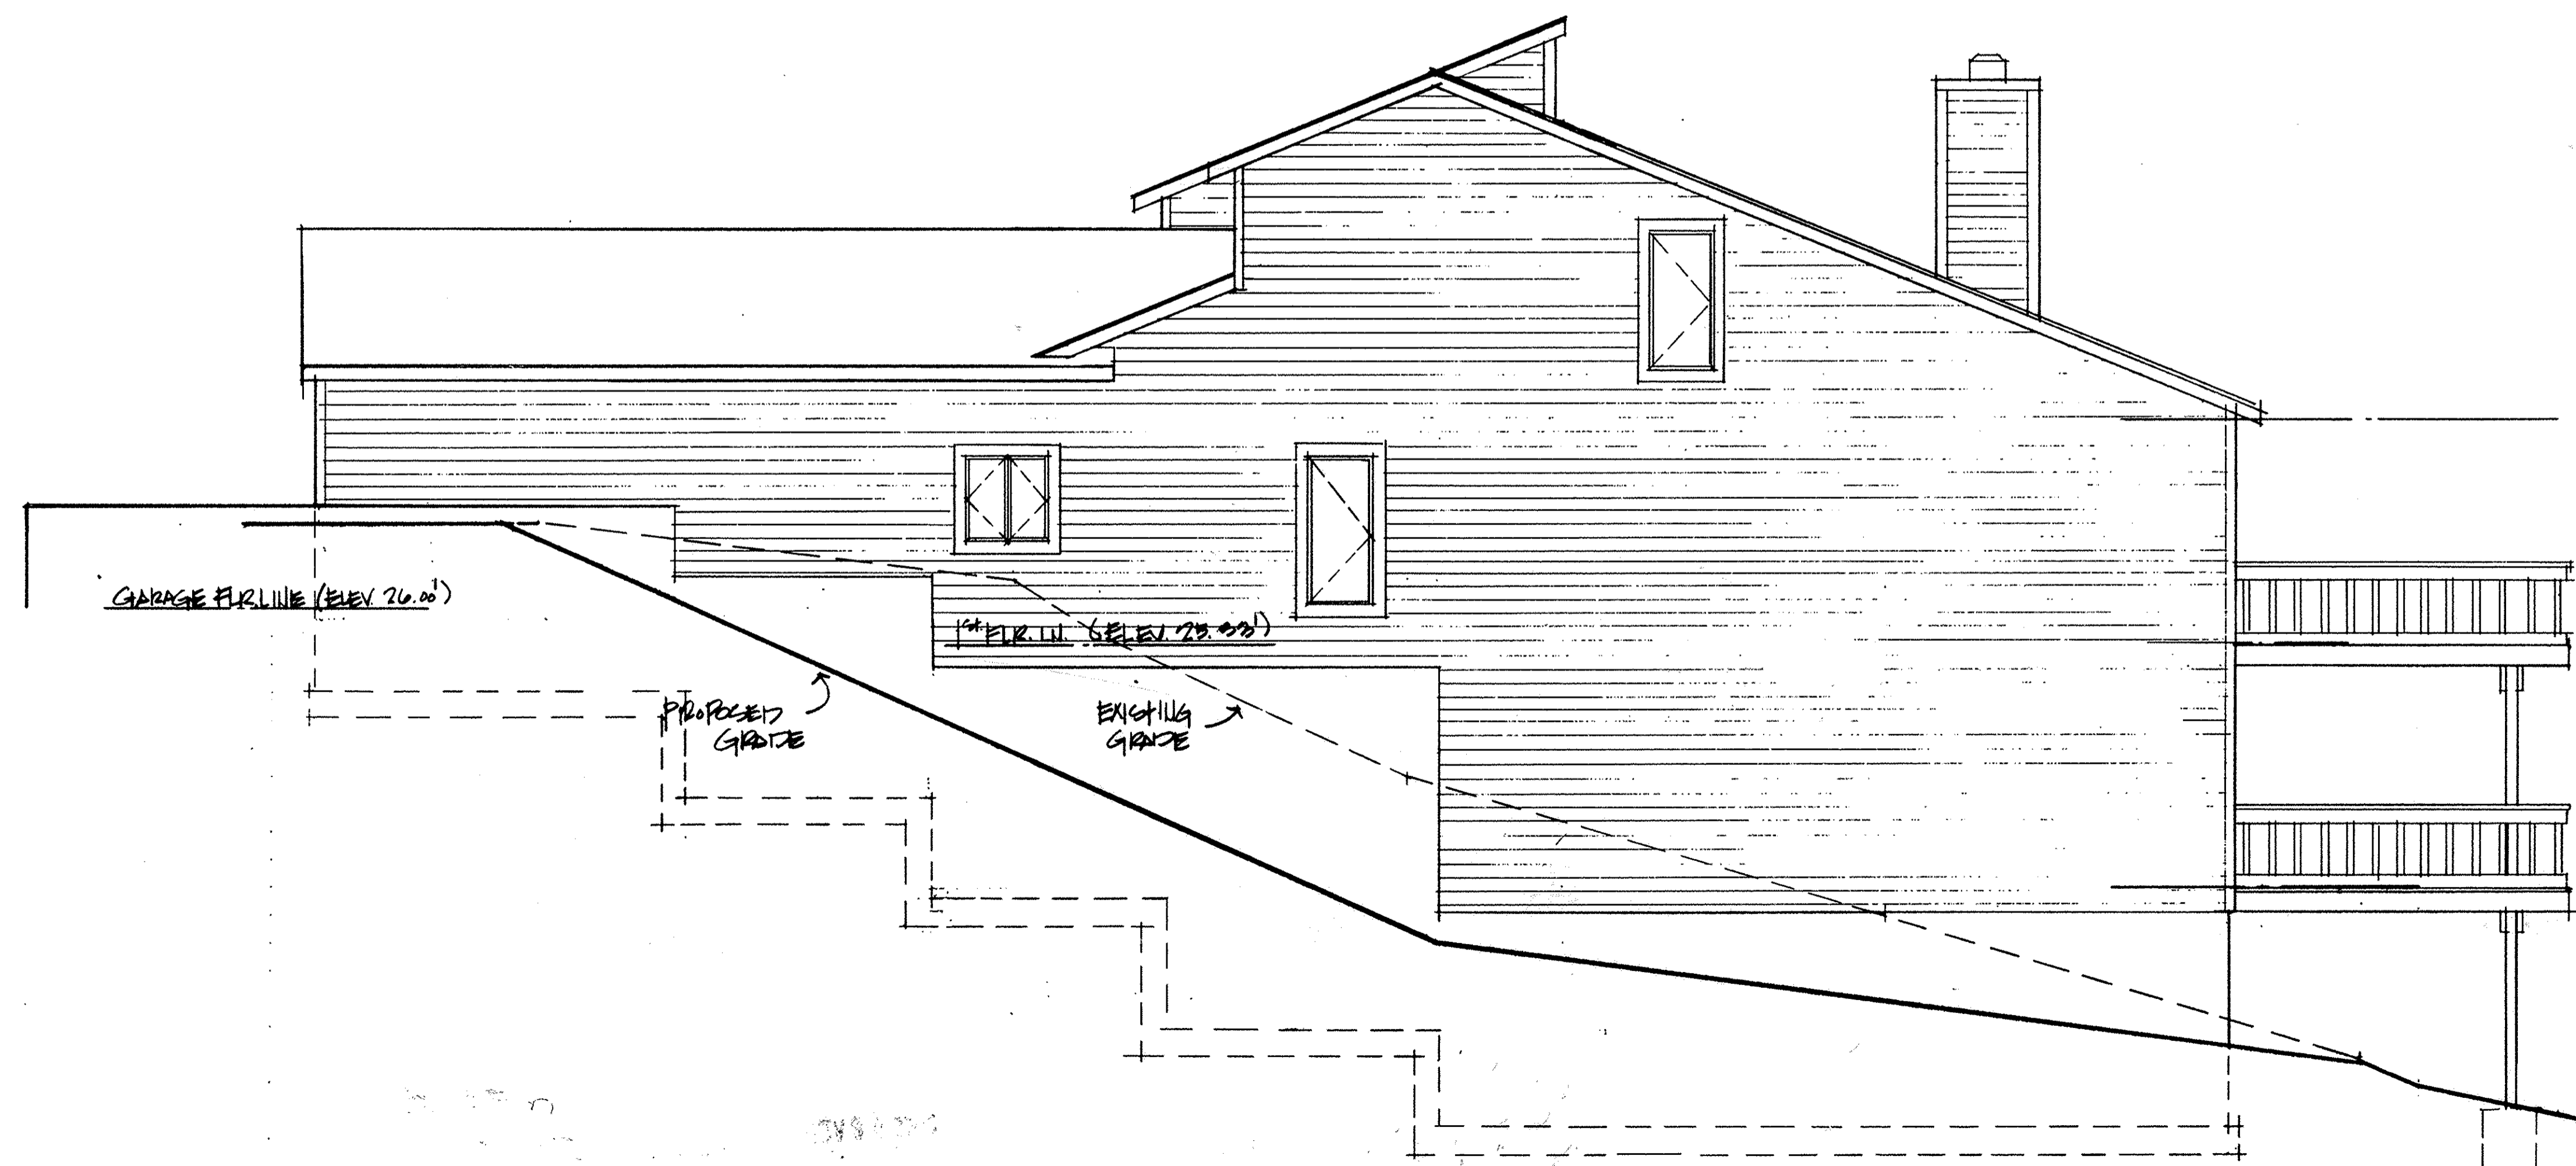 GARAGE FLR. LINE (ELEV. 26.00')
1st FLR. LN. (ELEV. 25.33')
PROPOSED
GRADE
EXISTING
GRADE